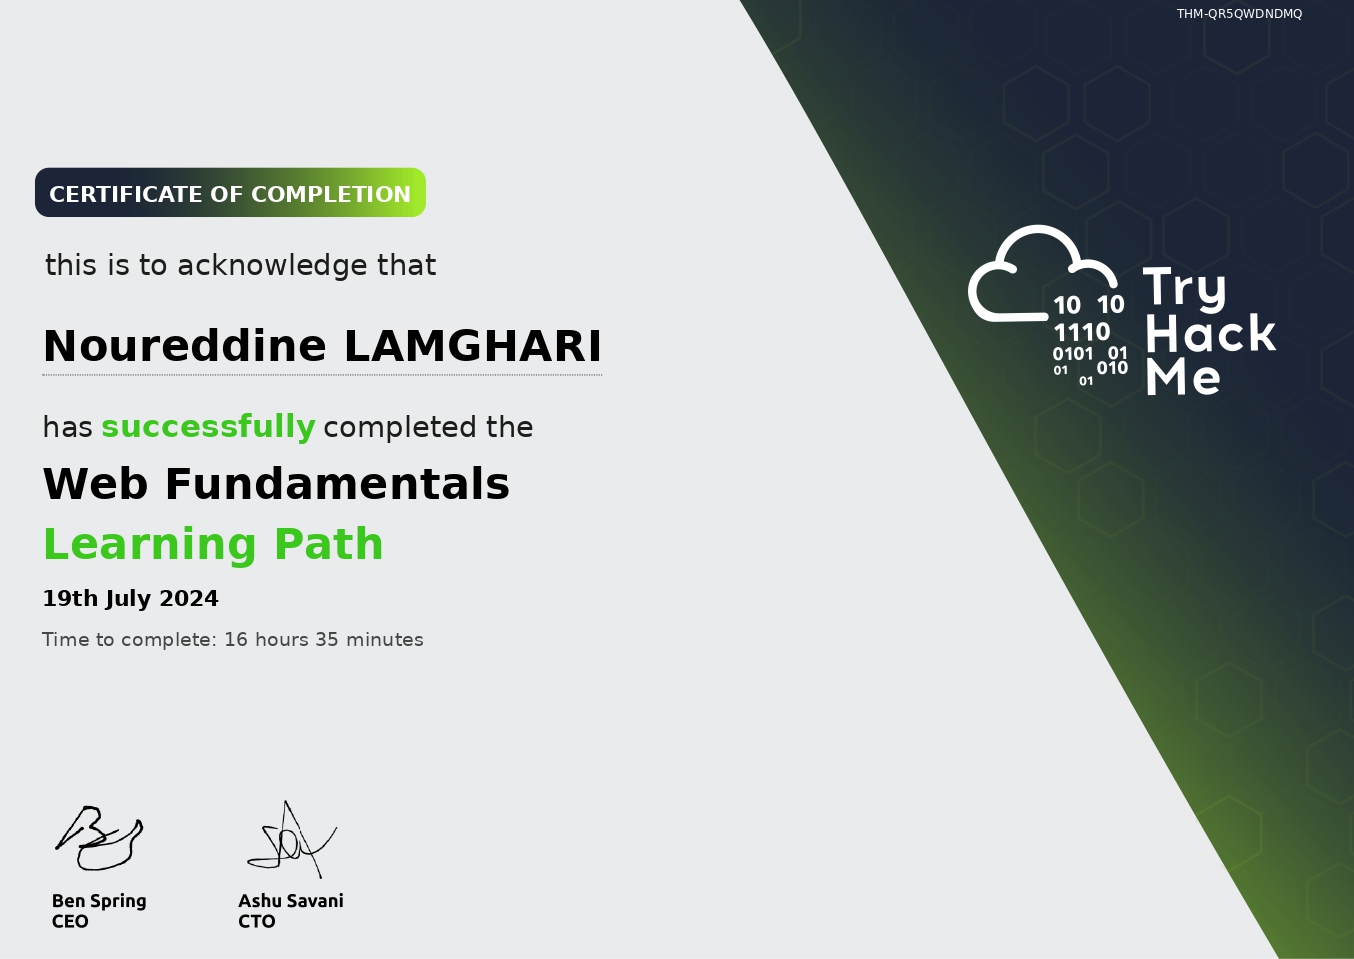 THM-QR5QWDNDMQ
CERTIFICATE OF COMPLETION
this is to acknowledge that
Noureddine LAMGHARI
has successfully completed the
Web Fundamentals
Learning Path
19th July 2024
Time to complete: 16 hours 35 minutes
10 10
1110
0101 01
01 010
01
Try
Hack
Me
Ben Spring
CEO
Ashu Savani
CTO